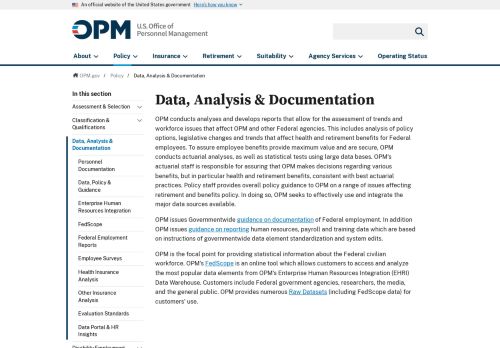 An official website of the United States government Here's how you know
OPM U.S. Office of
Personnel Management
About Policy Insurance Retirement Suitability Agency Services Operating Status
OPM.gov / Policy / Data, Analysis & Documentation
In this section
Assessment & Selection
Classification &
Qualifications
Data, Analysis &
Documentation
Personnel
Documentation
Data, Policy &
Guidance
Enterprise Human
Resources Integration
FedScope
Federal Employment
Reports
Employee Surveys
Health Insurance
Analysis
Other Insurance
Analysis
Evaluation Standards
Data Portal & HR
Insights
Disability Employment
Data, Analysis & Documentation
OPM conducts analyses and develops reports that allow for the assessment of trends and
workforce issues that affect OPM and other Federal agencies. This includes analysis of policy
options, legislative changes and trends that affect health and retirement benefits for Federal
employees. To assure employee benefits provide maximum value and are secure, OPM
conducts actuarial analyses, as well as statistical tests using large data bases. OPM's
actuarial staff is responsible for assuring that OPM makes decisions regarding various
benefits, but in particular health and retirement benefits, consistent with best actuarial
practices. Policy staff provides overall policy guidance to OPM on a range of issues affecting
retirement and benefits policy. In doing so, OPM seeks to effectively use and integrate the
major data sources available.
OPM issues Governmentwide guidance on documentation of Federal employment. In addition
OPM issues guidance on reporting human resources, payroll and training data which are based
on instructions of governmentwide data element standardization and system edits.
OPM is the focal point for providing statistical information about the Federal civilian
workforce. OPM's FedScope is an online tool which allows customers to access and analyze
the most popular data elements from OPM's Enterprise Human Resources Integration (EHRI)
Data Warehouse. Customers include Federal government agencies, researchers, the media,
and the general public. OPM provides numerous Raw Datasets (including FedScope data) for
customers' use.